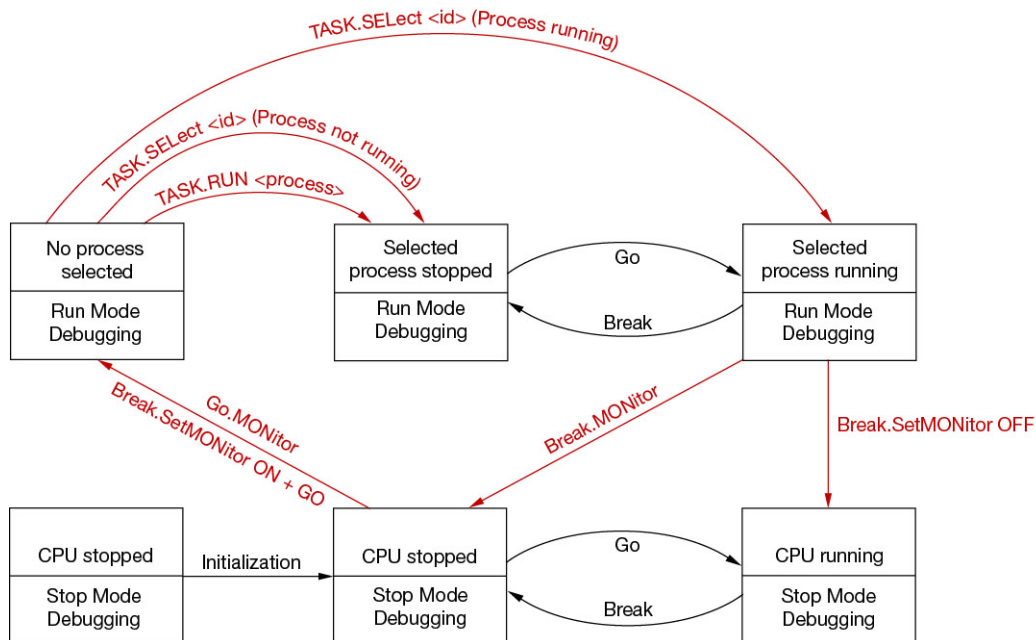 TASK.SELect <id> (Process running)
TASK.SELect <id> (Process not running)
TASK.RUN <process>
No process
selected
Run Mode
Debugging
Selected
process stopped
Run Mode
Debugging
Go
Break
Selected
process running
Run Mode
Debugging
Go.MONitor
Break.SetMONitor ON + GO
Break.MONitor
Break.SetMONitor OFF
CPU stopped
Stop Mode
Debugging
Initialization
CPU stopped
Stop Mode
Debugging
Go
Break
CPU running
Stop Mode
Debugging